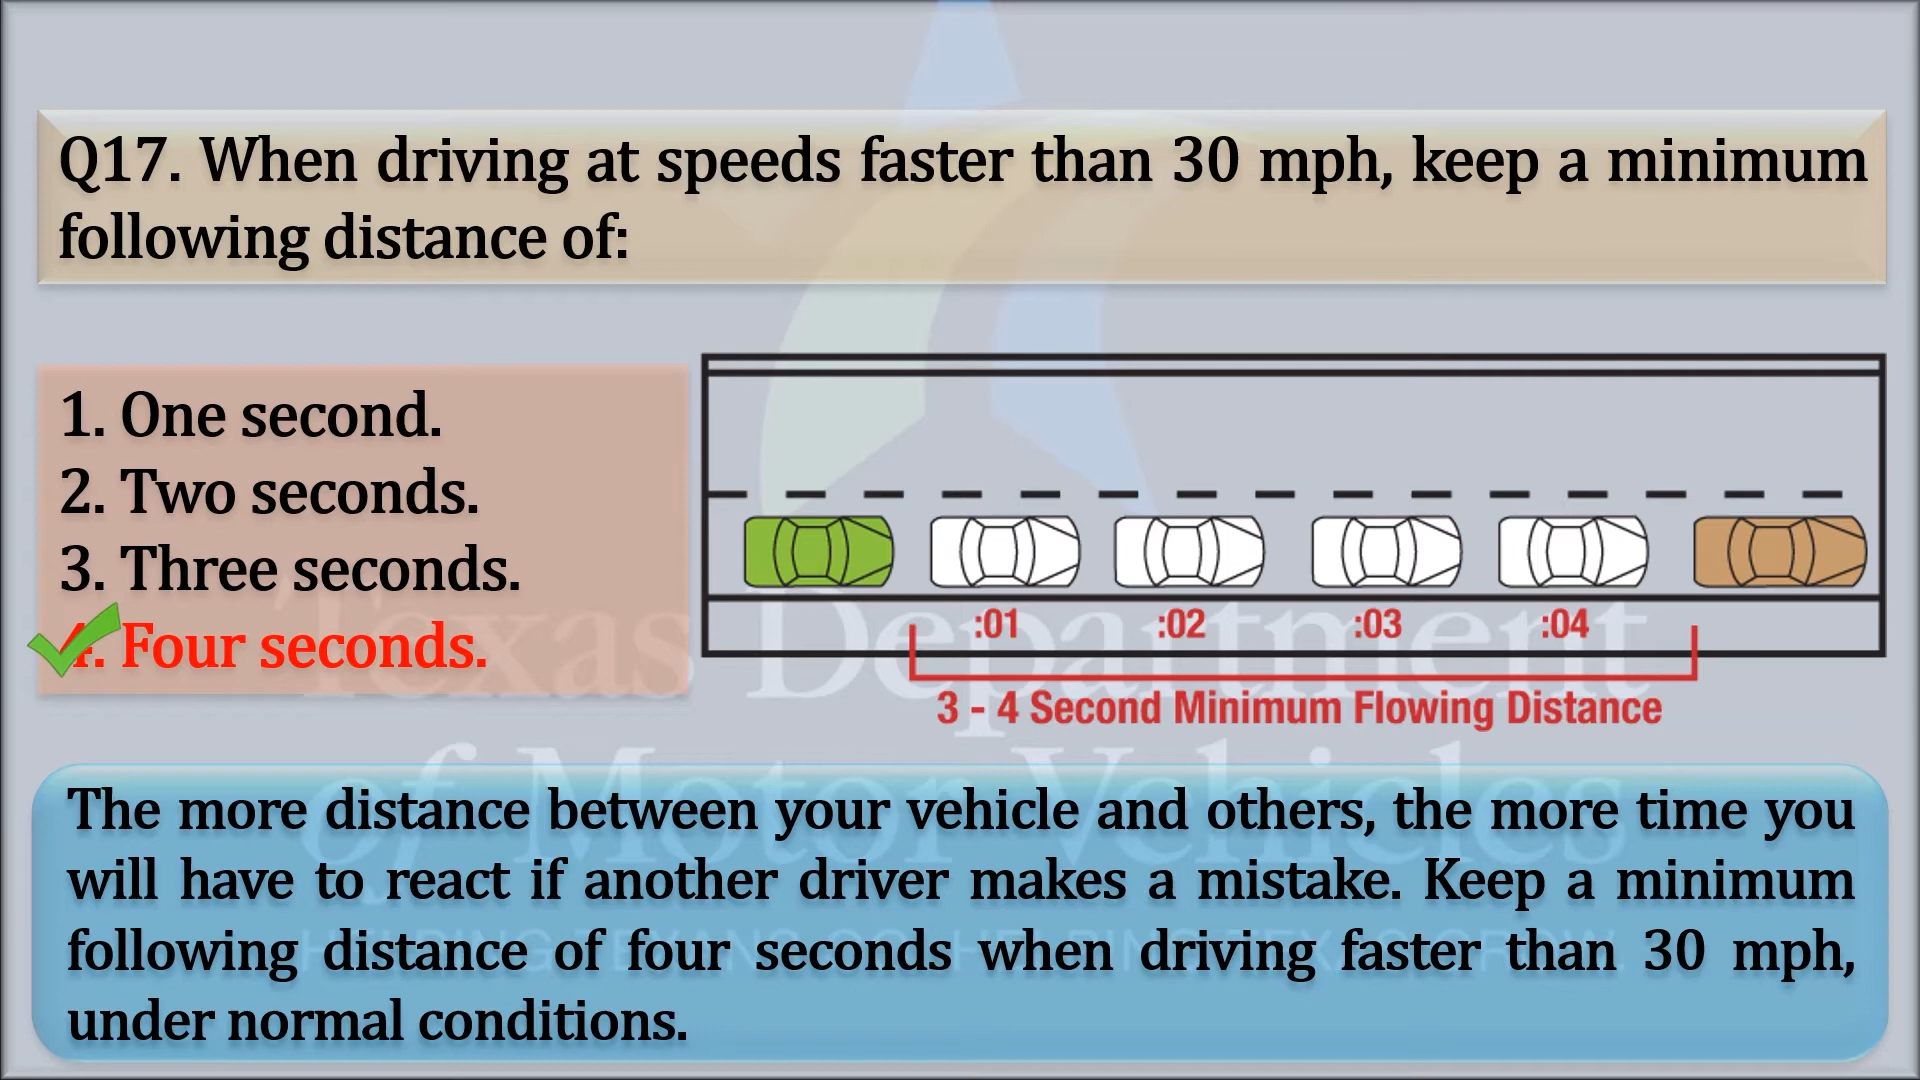 Q17. When driving at speeds faster than 30 mph, keep a minimum
following distance of:
1. One second.
2. Two seconds.
3. Three seconds.
4. Four seconds.
:01 :02 :03 :04
3 - 4 Second Minimum Flowing Distance
Texas Department
of Motor Vehicles
The more distance between your vehicle and others, the more time you
will have to react if another driver makes a mistake. Keep a minimum
following distance of four seconds when driving faster than 30 mph,
under normal conditions.